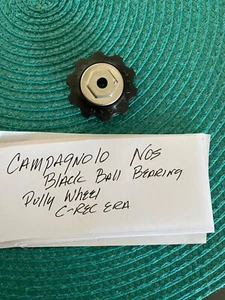 CAMPAGNOLO NOS
BLACK BALL BEARING
PULLY WHEEL
C-REC ERA